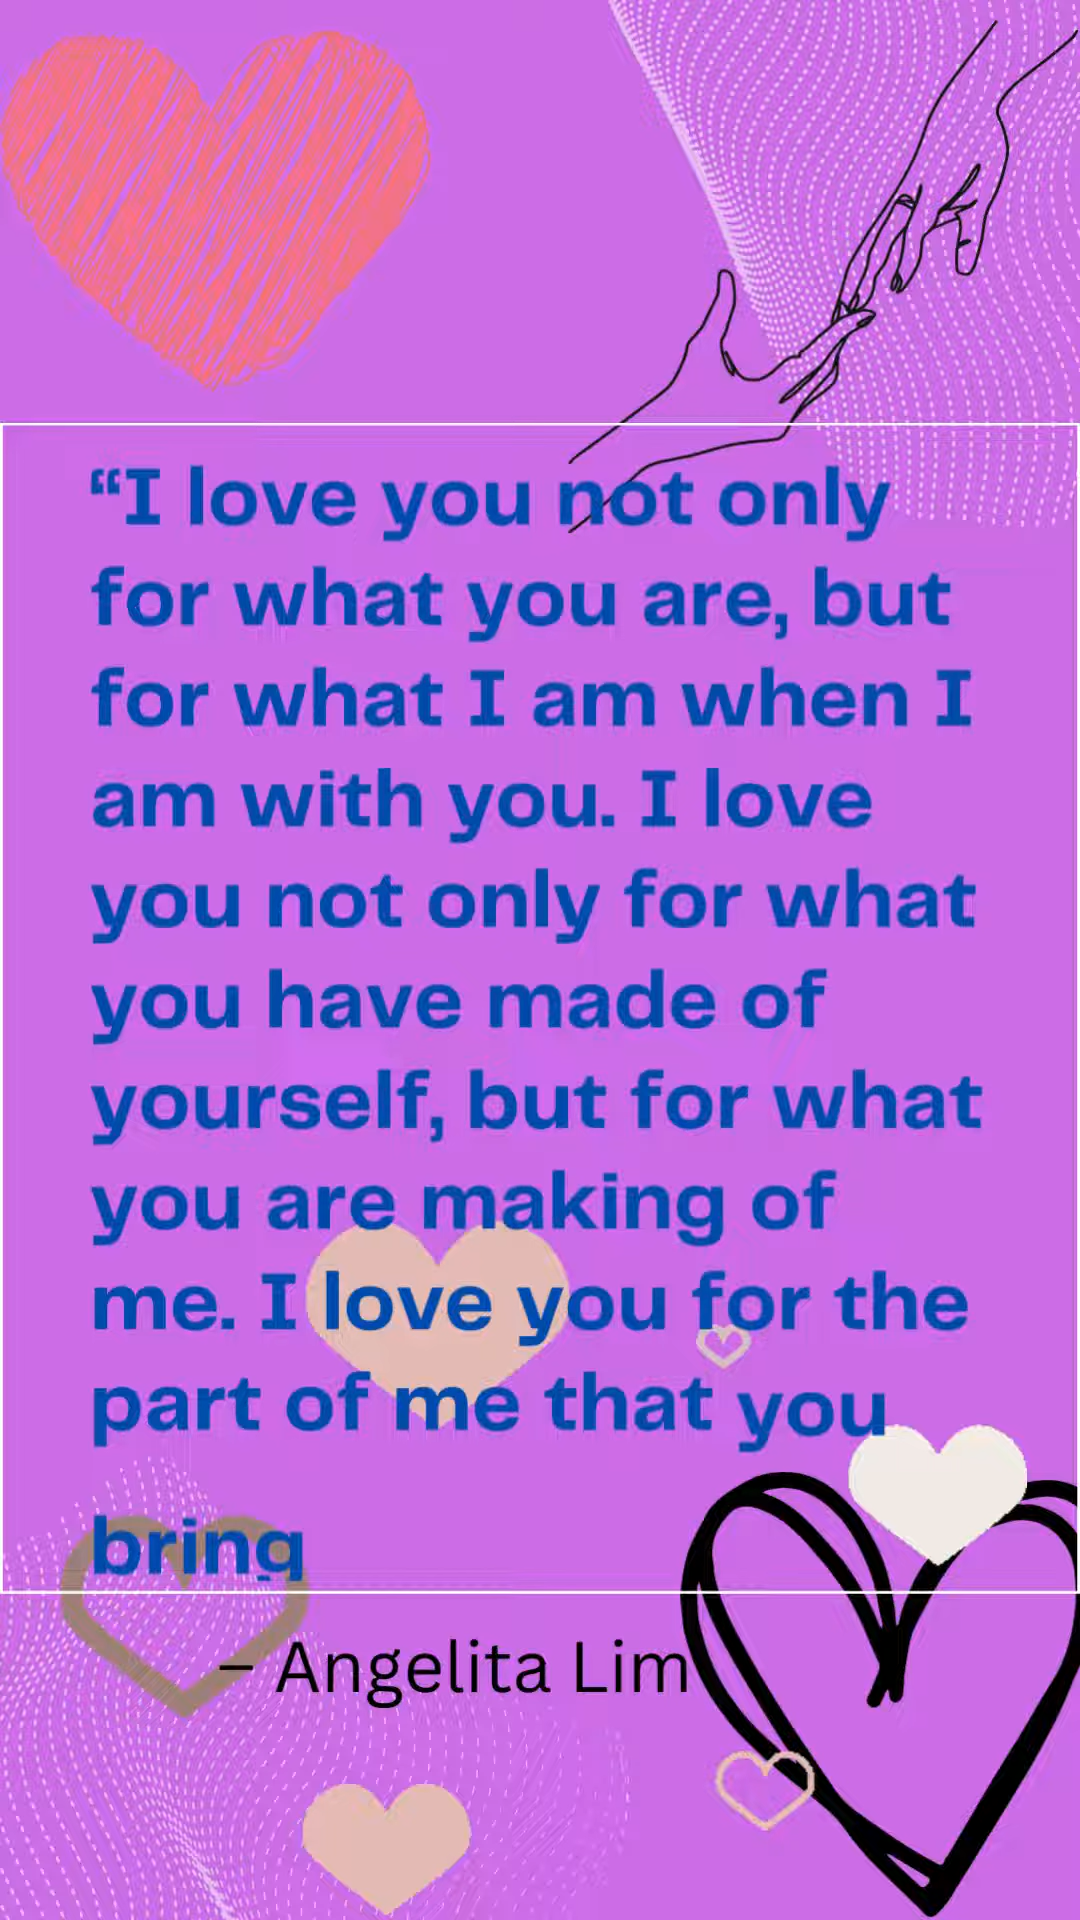 “I love you not only
for what you are, but
for what I am when I
am with you. I love
you not only for what
you have made of
yourself, but for what
you are making of
me. I love you for the
part of me that you
bring
– Angelita Lim